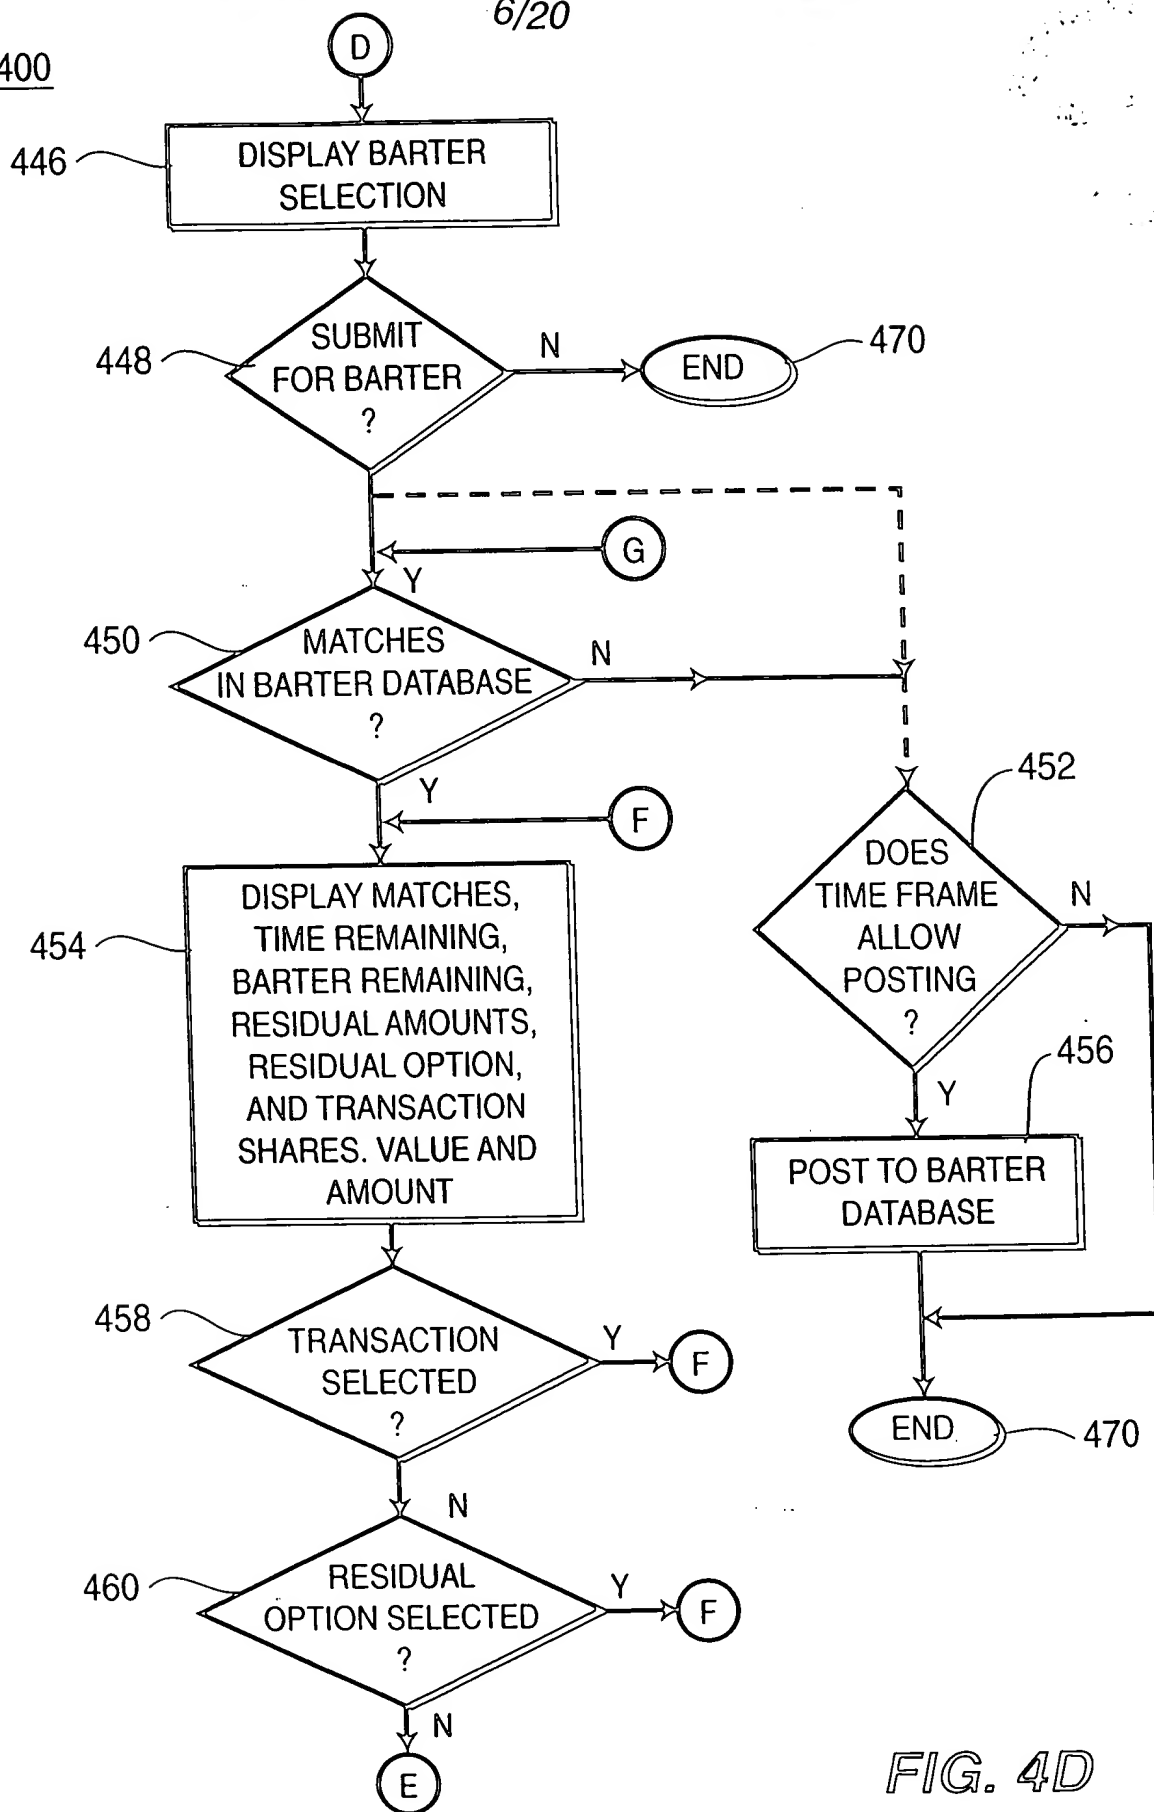 6/20
400
D
446
DISPLAY BARTER
SELECTION
448
SUBMIT
FOR BARTER
?
N
END
470
G
Y
450
MATCHES
IN BARTER DATABASE
?
N
Y
F
452
DOES
TIME FRAME
ALLOW
POSTING
?
N
Y
454
DISPLAY MATCHES,
TIME REMAINING,
BARTER REMAINING,
RESIDUAL AMOUNTS,
RESIDUAL OPTION,
AND TRANSACTION
SHARES. VALUE AND
AMOUNT
456
POST TO BARTER
DATABASE
458
TRANSACTION
SELECTED
?
Y
F
N
END
470
460
RESIDUAL
OPTION SELECTED
?
Y
F
N
E
FIG. 4D